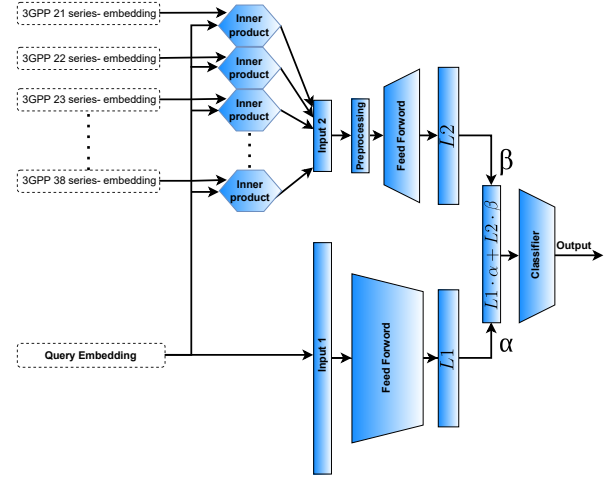 3GPP 21 series- embedding
Inner
product
3GPP 22 series- embedding
Inner
product
3GPP 23 series- embedding
Inner
product
3GPP 38 series- embedding
Inner
product
Input 2
Preprocessing
Feed Forward
L2
β
L1 · α + L2 · β
Classifier
Output
Query Embedding
Input 1
Feed Forward
L1
α